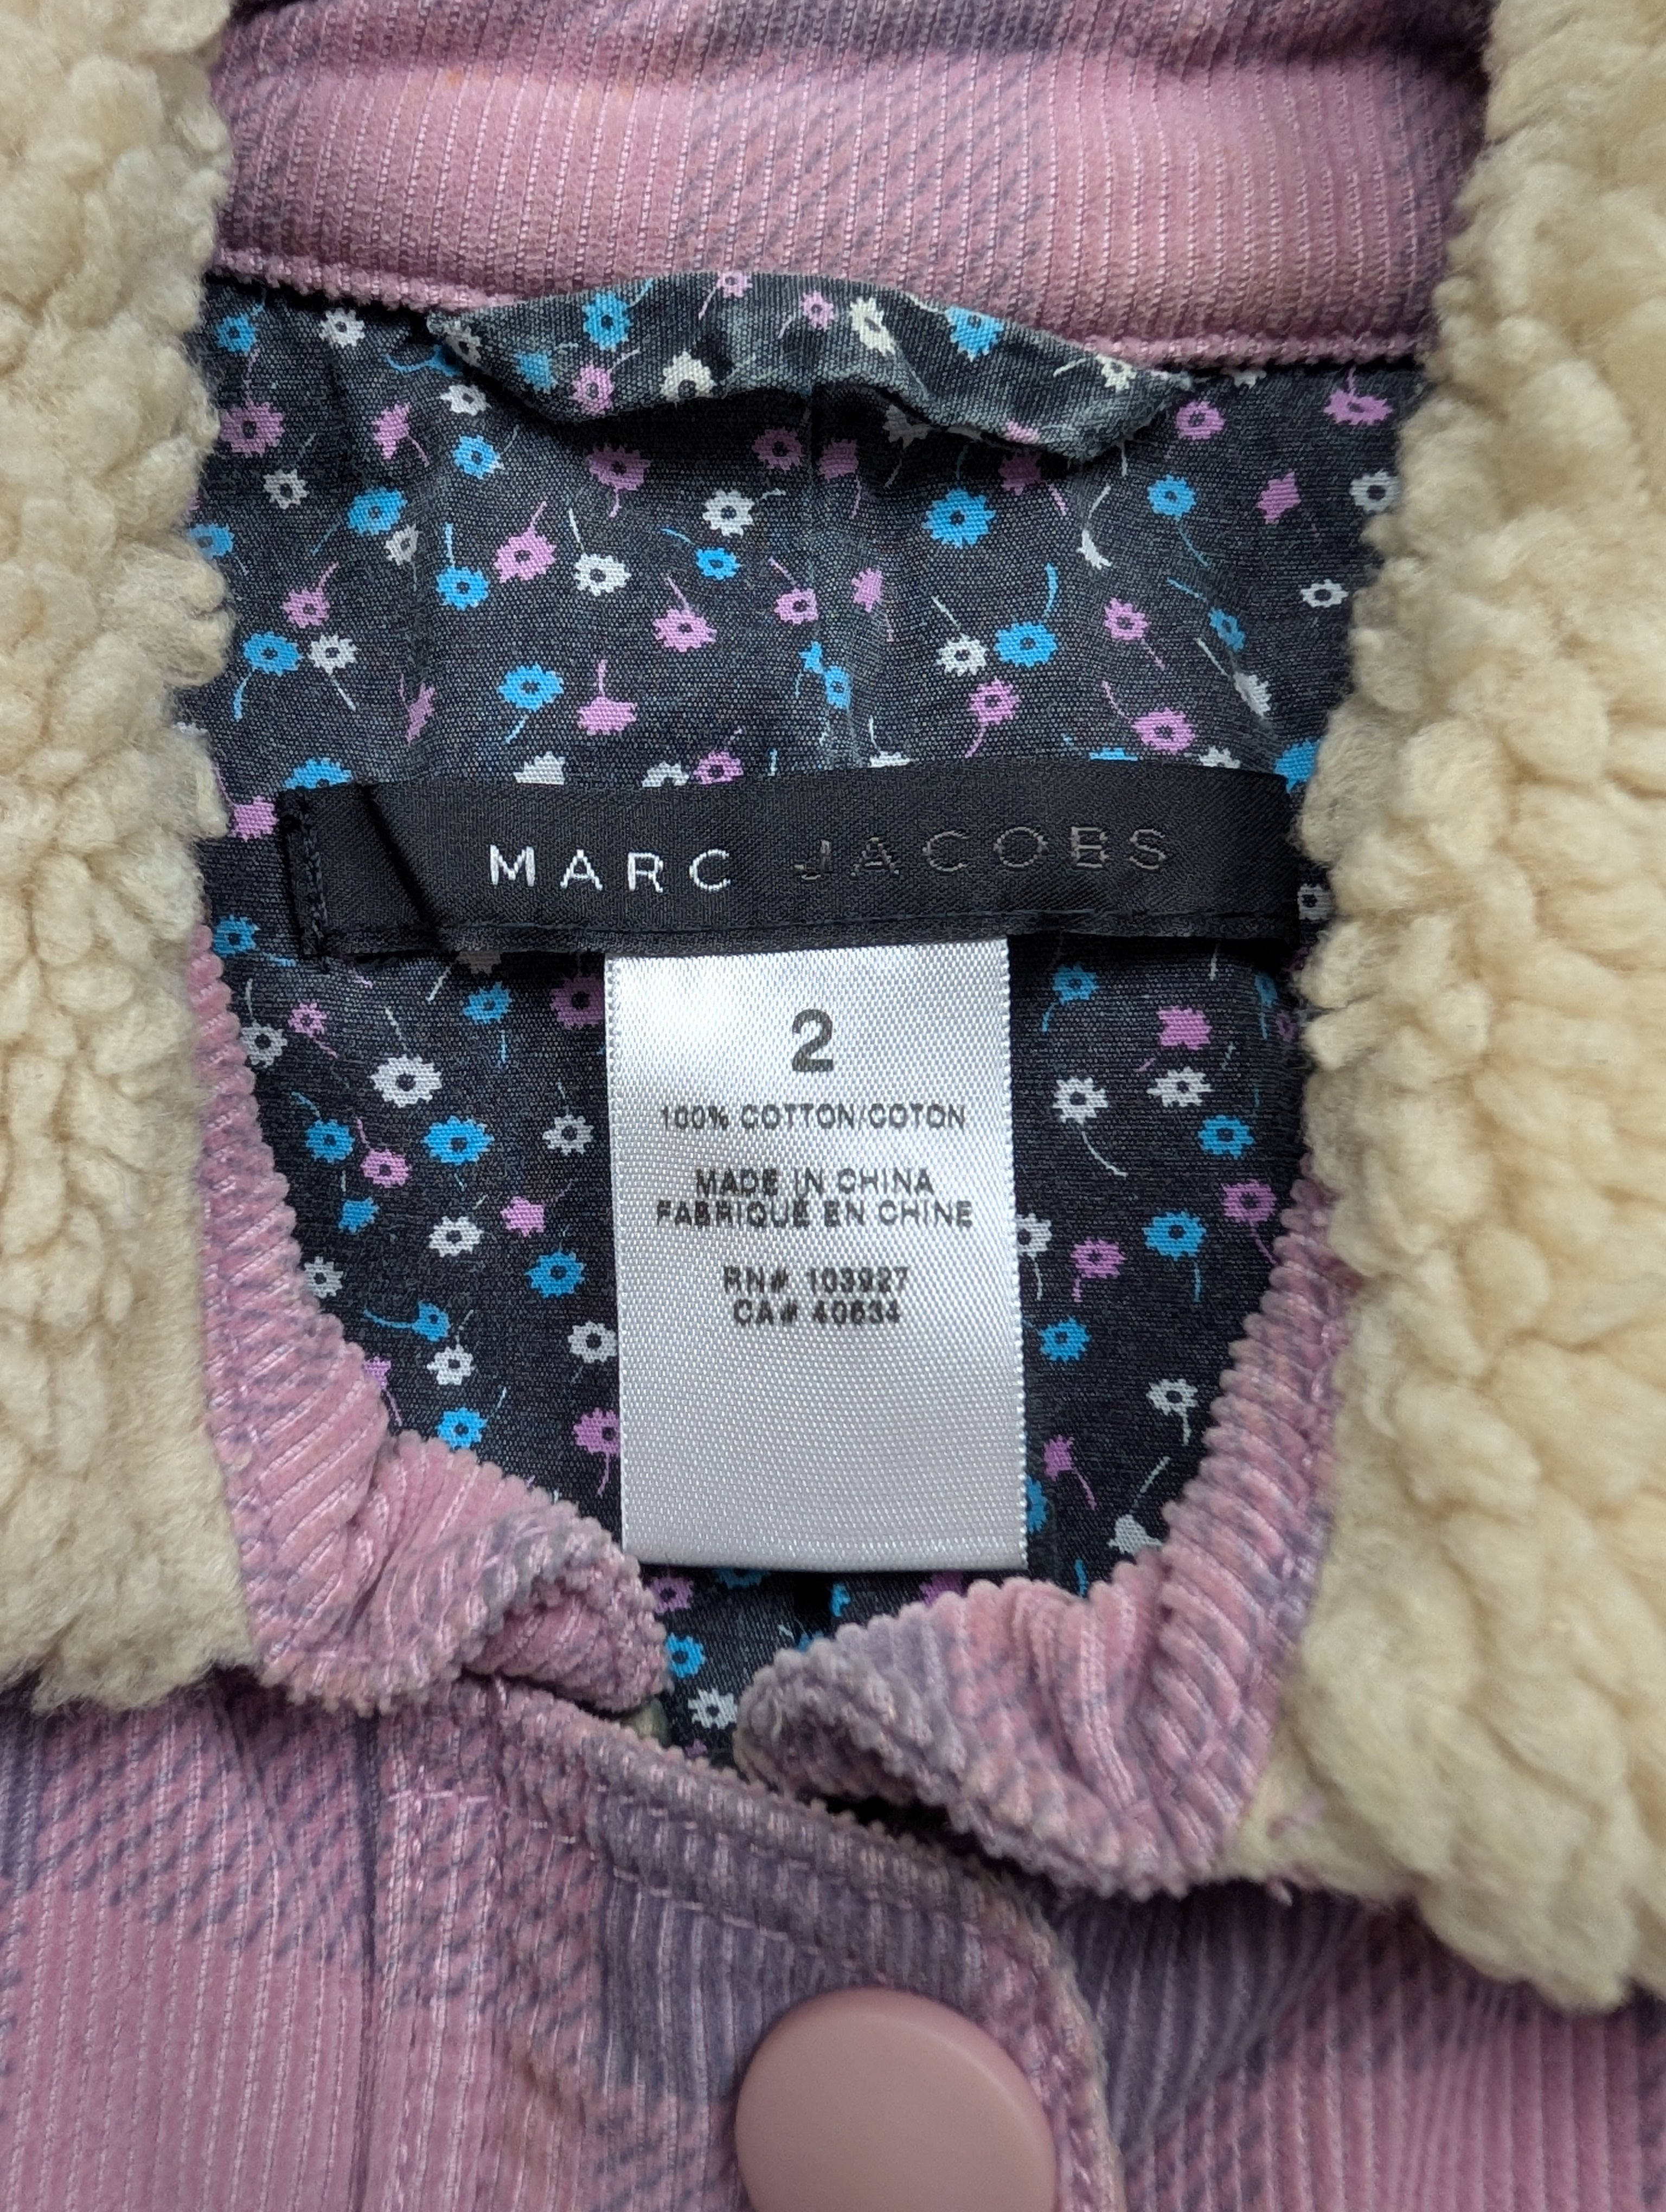 MARC JACOBS
2
100% COTTON/COTON
MADE IN CHINA
FABRIQUÉ EN CHINE
RN# 103927
CA# 40634